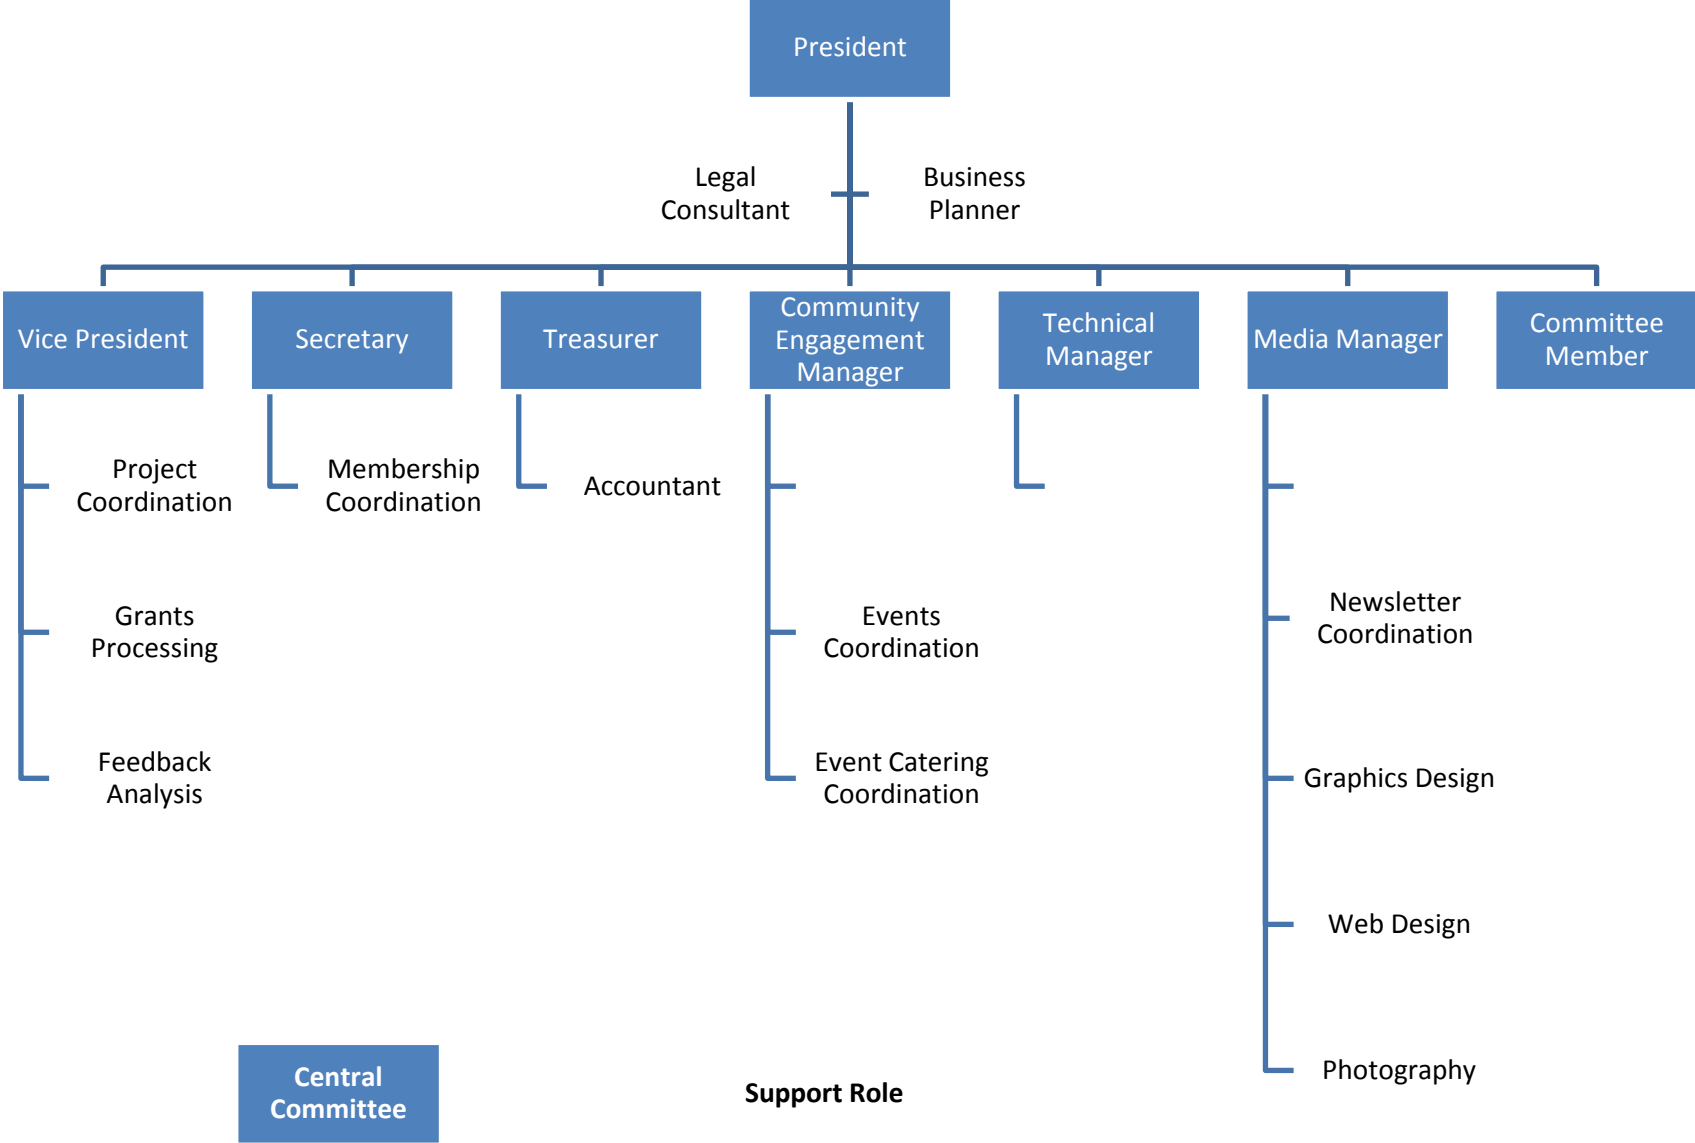 President
Legal
Consultant
Business
Planner
Vice President
Secretary
Treasurer
Community
Engagement
Manager
Technical
Manager
Media Manager
Committee
Member
Project
Coordination
Membership
Coordination
Accountant
Grants
Processing
Events
Coordination
Newsletter
Coordination
Feedback
Analysis
Event Catering
Coordination
Graphics Design
Web Design
Photography
Central
Committee
Support Role